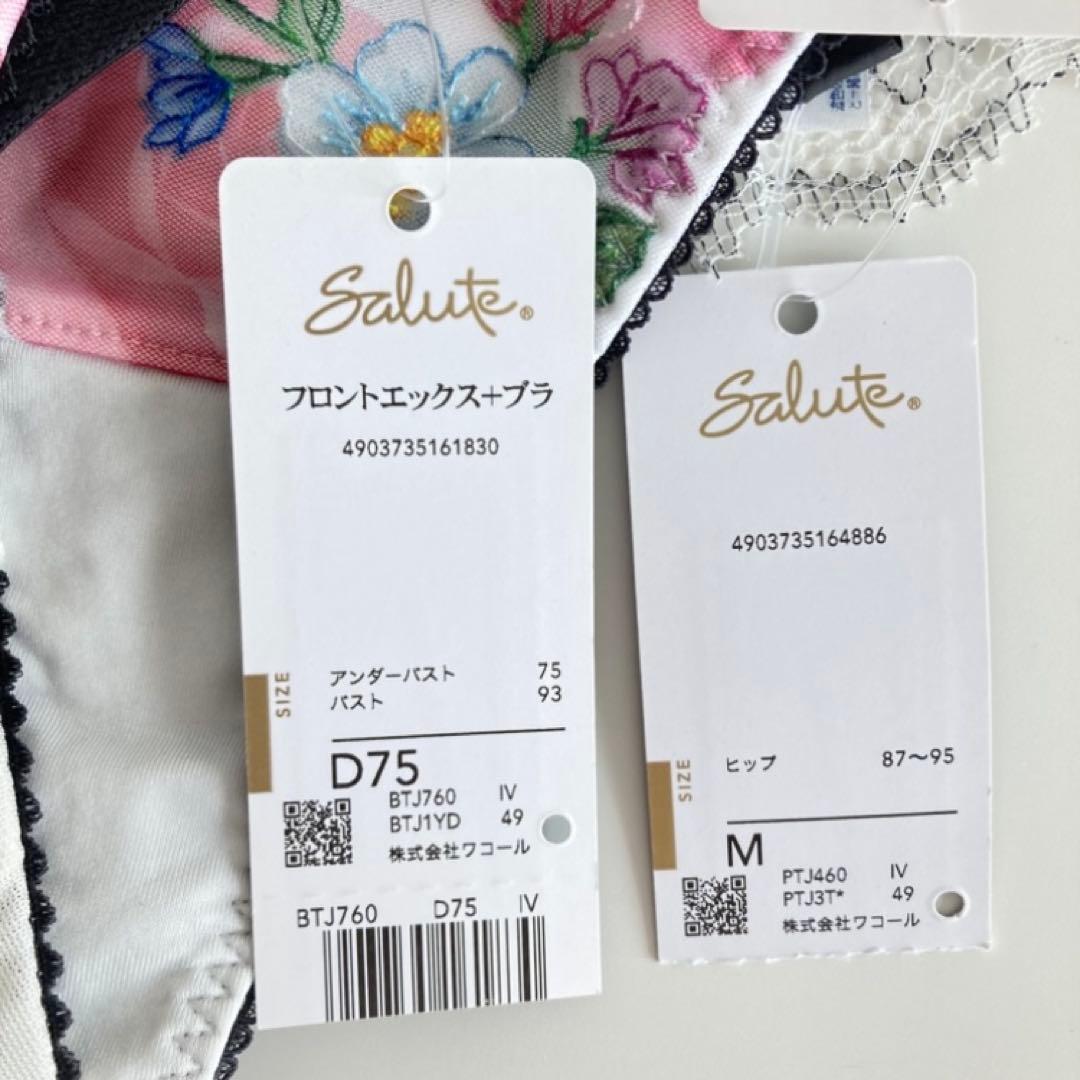 Salute®
フロントエックス+ブラ
4903735161830
SIZE
アンダーバスト 75
バスト 93
D75
BTJ760 IV
BTJ1YD 49
株式会社ワコール
BTJ760 D75 IV
Salute®
4903735164886
SIZE
ヒップ 87～95
M
PTJ460 IV
PTJ3T* 49
株式会社ワコール